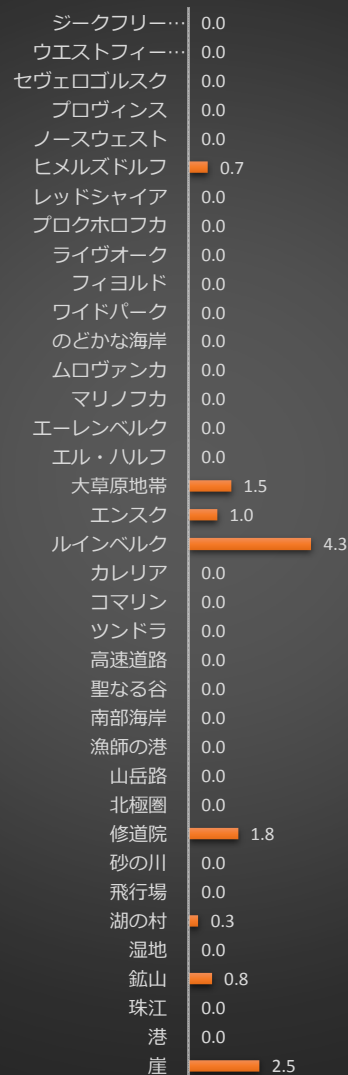 ジークフリー… 0.0
ウエストフィー… 0.0
セヴェロゴルスク 0.0
プロヴィンス 0.0
ノースウェスト 0.0
ヒメルズドルフ 0.7
レッドシャイア 0.0
プロクホロフカ 0.0
ライヴオーク 0.0
フィヨルド 0.0
ワイドパーク 0.0
のどかな海岸 0.0
ムロヴァンカ 0.0
マリノフカ 0.0
エーレンベルク 0.0
エル・ハルフ 0.0
大草原地帯 1.5
エンスク 1.0
ルインベルク 4.3
カレリア 0.0
コマリン 0.0
ツンドラ 0.0
高速道路 0.0
聖なる谷 0.0
南部海岸 0.0
漁師の港 0.0
山岳路 0.0
北極圏 0.0
修道院 1.8
砂の川 0.0
飛行場 0.0
湖の村 0.3
湿地 0.0
鉱山 0.8
珠江 0.0
港 0.0
崖 2.5